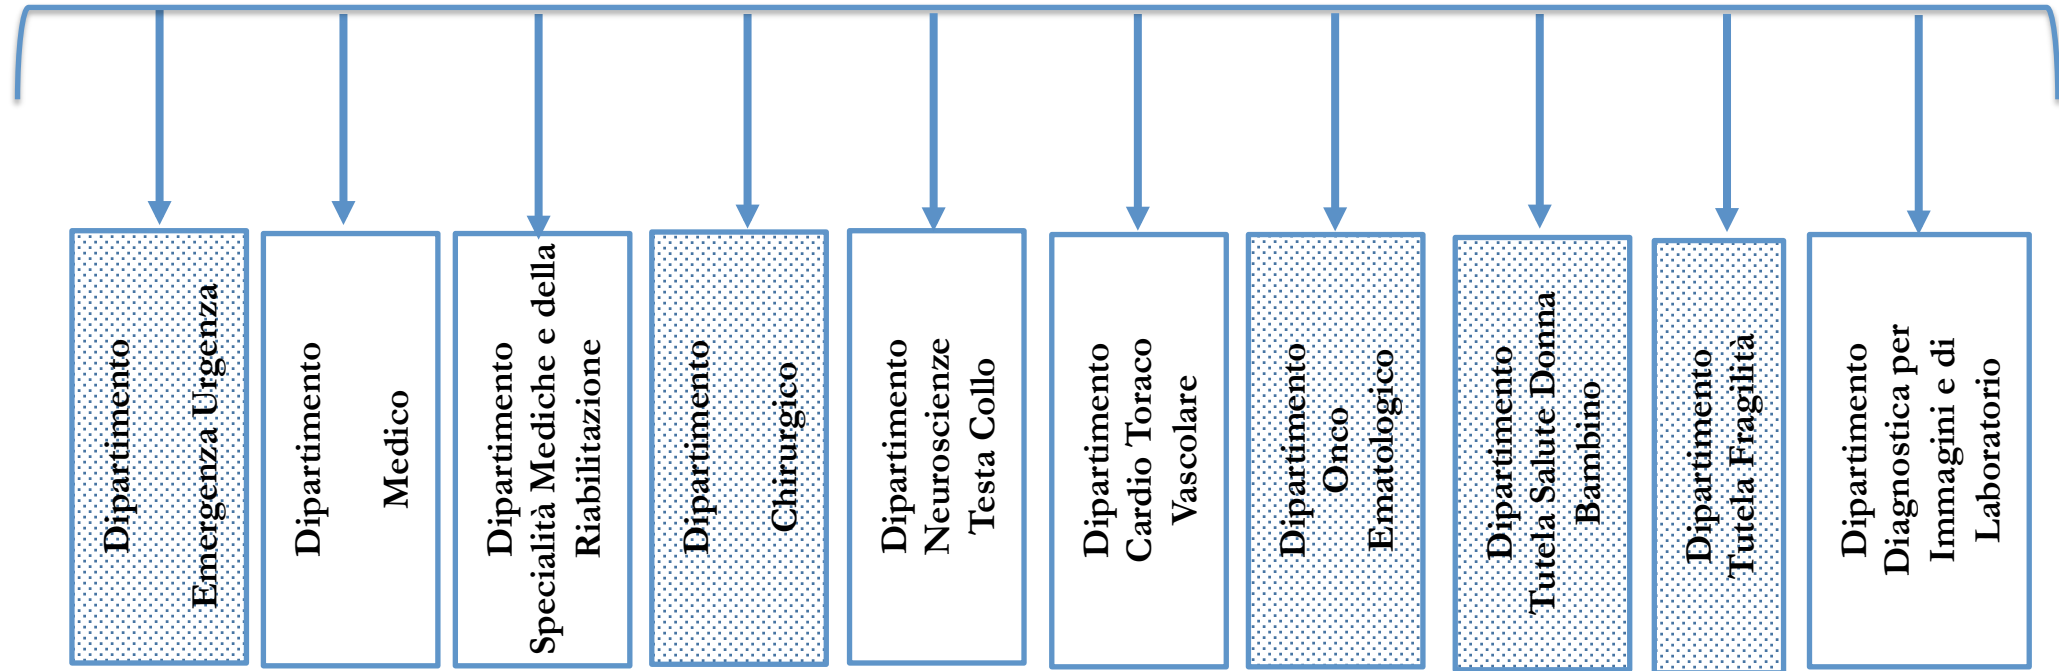 Dipartimento
Emergenza Urgenza
Dipartimento
Medico
Dipartimento
Specialità Mediche e della
Riabilitazione
Dipartimento
Chirurgico
Dipartimento
Neuroscienze
Testa Collo
Dipartimento
Cardio Toraco
Vascolare
Dipartimento
Onco
Ematologico
Dipartimento
Tutela Salute Donna
Bambino
Dipartimento
Tutela Fragilità
Dipartimento
Diagnostica per
Immagini e di
Laboratorio